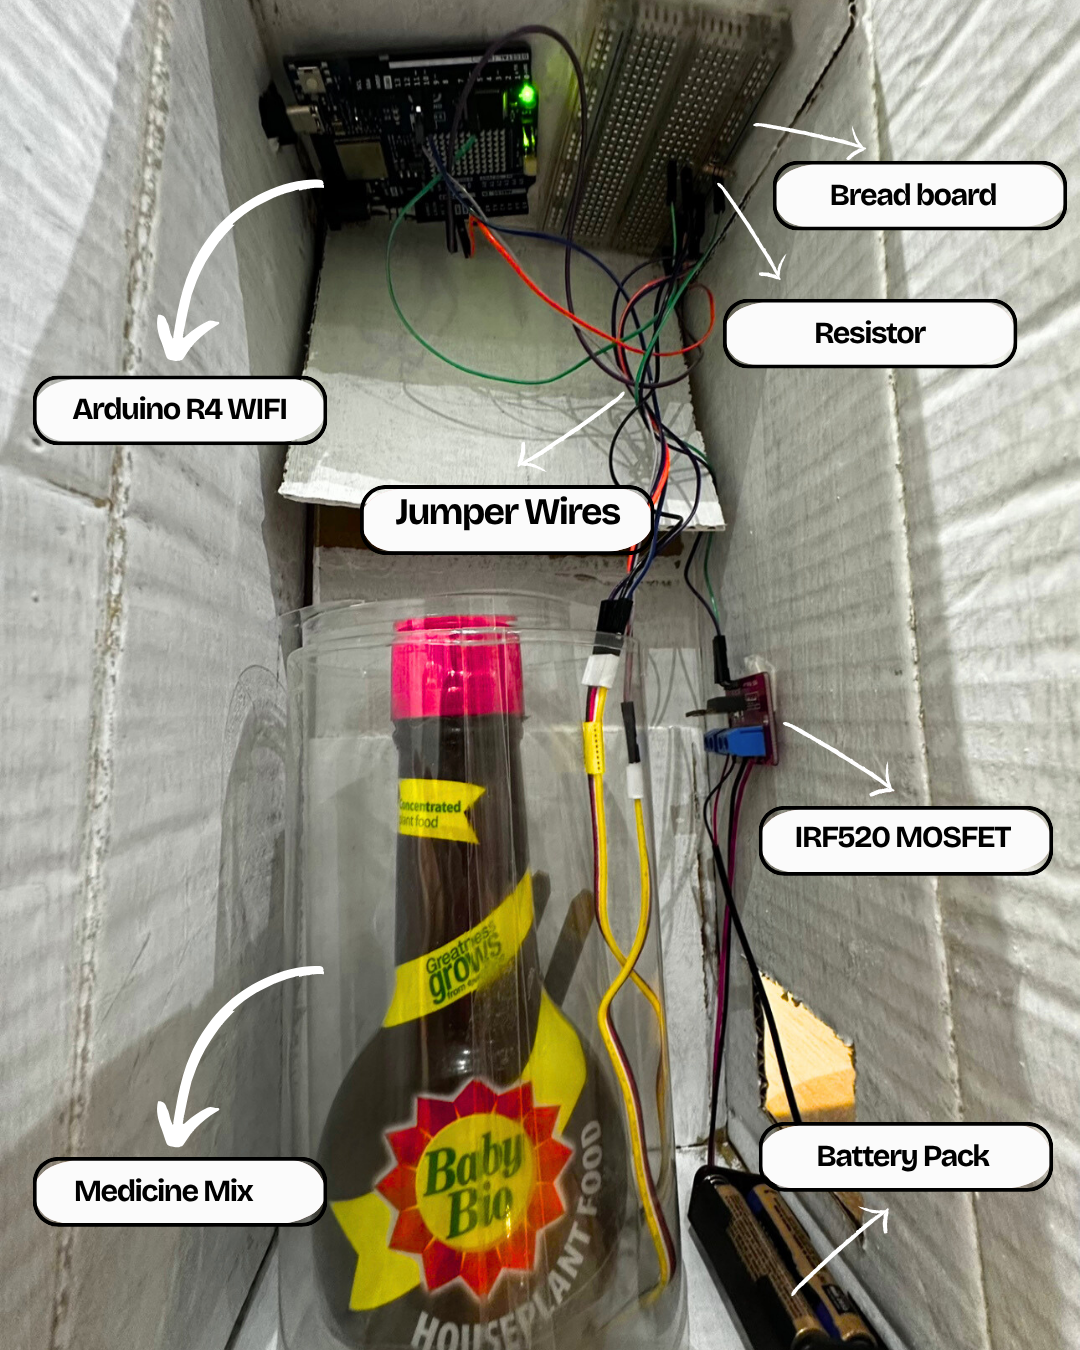 Bread board
Resistor
Arduino R4 WIFI
Jumper Wires
Concentrated
plant food
IRF520 MOSFET
Greatness
grows
from
Medicine Mix
Baby
Bio
HOUSEPLANT FOOD
Battery Pack